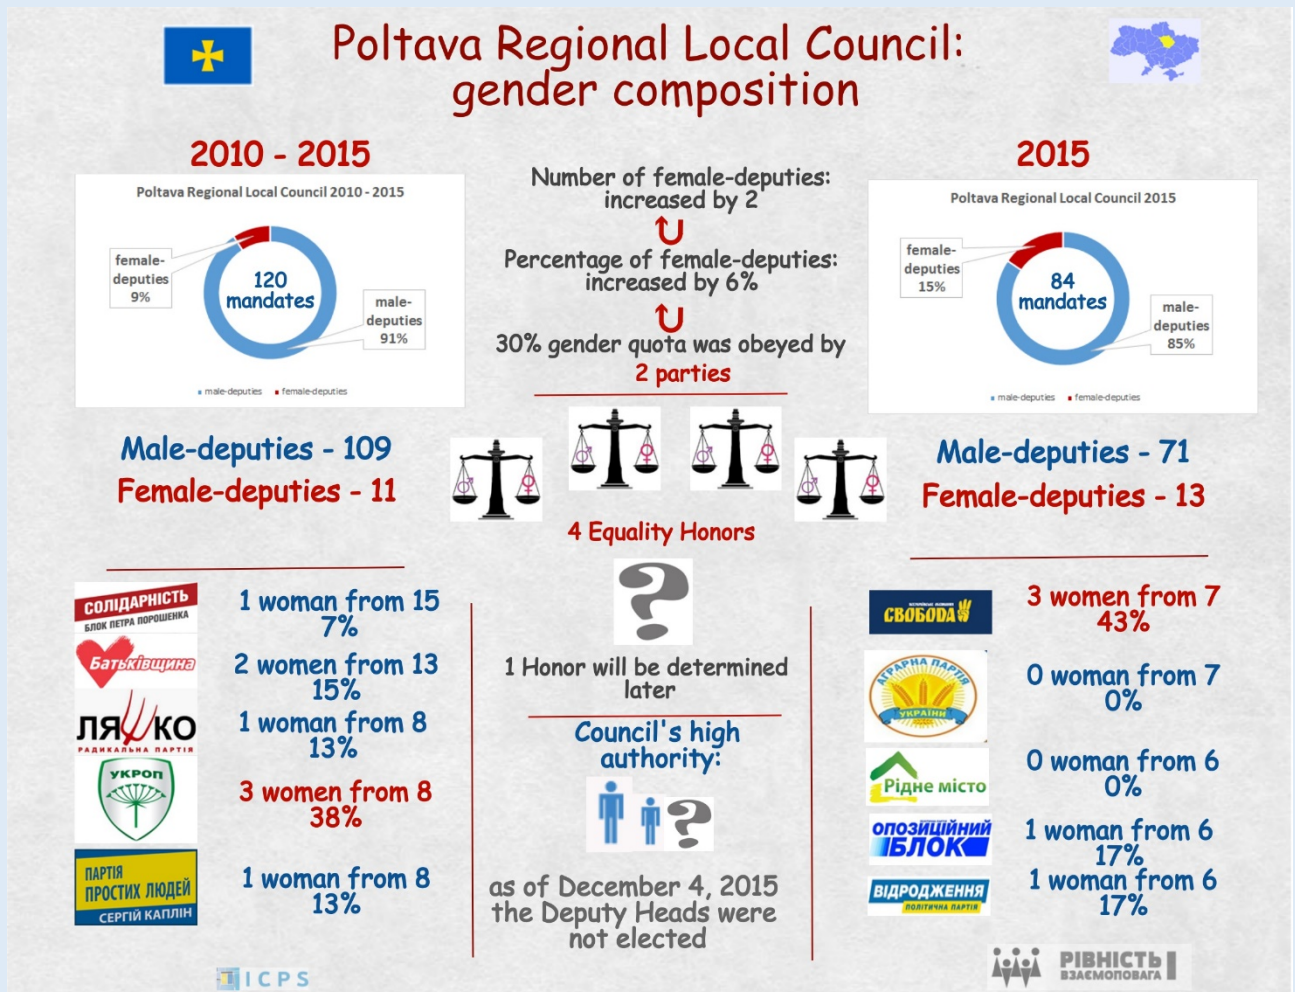 Poltava Regional Local Council:
gender composition
2010 - 2015
Poltava Regional Local Council 2010 - 2015
female-
deputies
9%
120
mandates
male-
deputies
91%
male-deputies female-deputies
Male-deputies - 109
Female-deputies - 11
Number of female-deputies:
increased by 2
Percentage of female-deputies:
increased by 6%
30% gender quota was obeyed by
2 parties
4 Equality Honors
1 Honor will be determined
later
Council's high
authority:
as of December 4, 2015
the Deputy Heads were
not elected
2015
Poltava Regional Local Council 2015
female-
deputies
15%
84
mandates
male-
deputies
85%
male-deputies female-deputies
Male-deputies - 71
Female-deputies - 13
СОЛІДАРНІСТЬ
БЛОК ПЕТРА ПОРОШЕНКА
1 woman from 15
7%
Батьківщина
2 women from 13
15%
ЛЯШКО
РАДИКАЛЬНА ПАРТІЯ
1 woman from 8
13%
УКРОП
3 women from 8
38%
ПАРТІЯ
ПРОСТИХ ЛЮДЕЙ
СЕРГІЙ КАПЛІН
1 woman from 8
13%
СВОБОДА
3 women from 7
43%
АГРАРНА ПАРТІЯ
УКРАЇНИ
0 woman from 7
0%
Рідне місто
0 woman from 6
0%
ОПОЗИЦІЙНИЙ
БЛОК
1 woman from 6
17%
ВІДРОДЖЕННЯ
ПОЛІТИЧНА ПАРТІЯ
1 woman from 6
17%
ICPS
РІВНІСТЬ
ВЗАЄМОПОВАГА